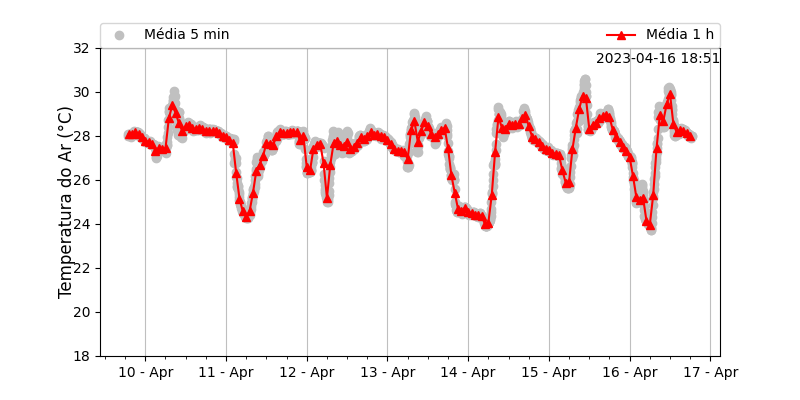 Média 5 min
Média 1 h
2023-04-16 18:51
Temperatura do Ar (°C)
32
30
28
26
24
22
20
18
10 - Apr
11 - Apr
12 - Apr
13 - Apr
14 - Apr
15 - Apr
16 - Apr
17 - Apr